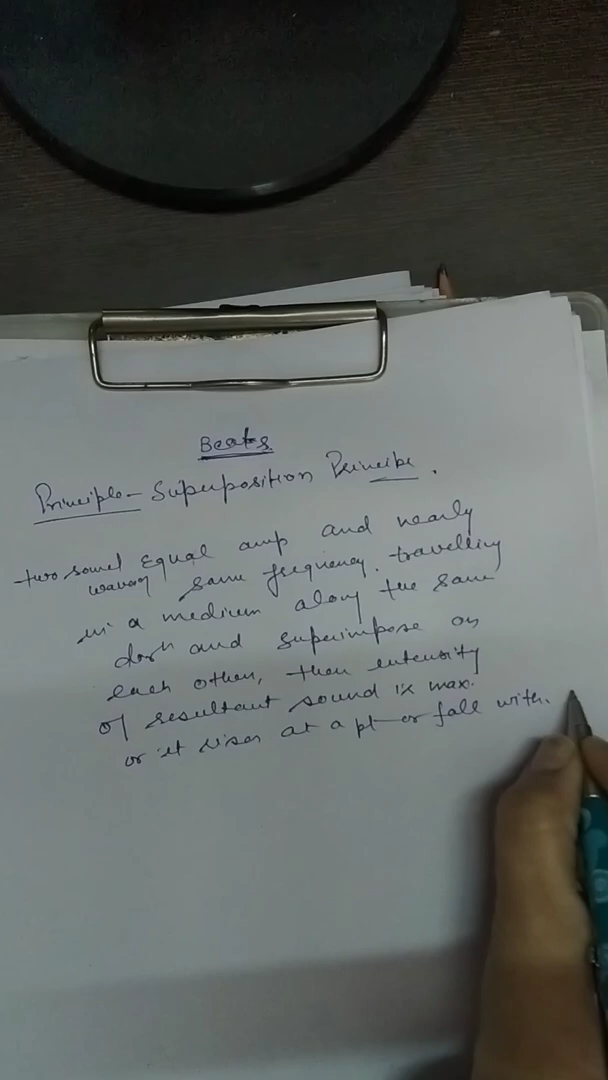 Beats
Principle - Superposition Principle.
two sound Equal amp and nearly
waves of same frequency. travelling
in a medium along the same
dirn and superimpose on
each other, then intensity
of resultant sound is max.
or it rises at a pt or fall with.